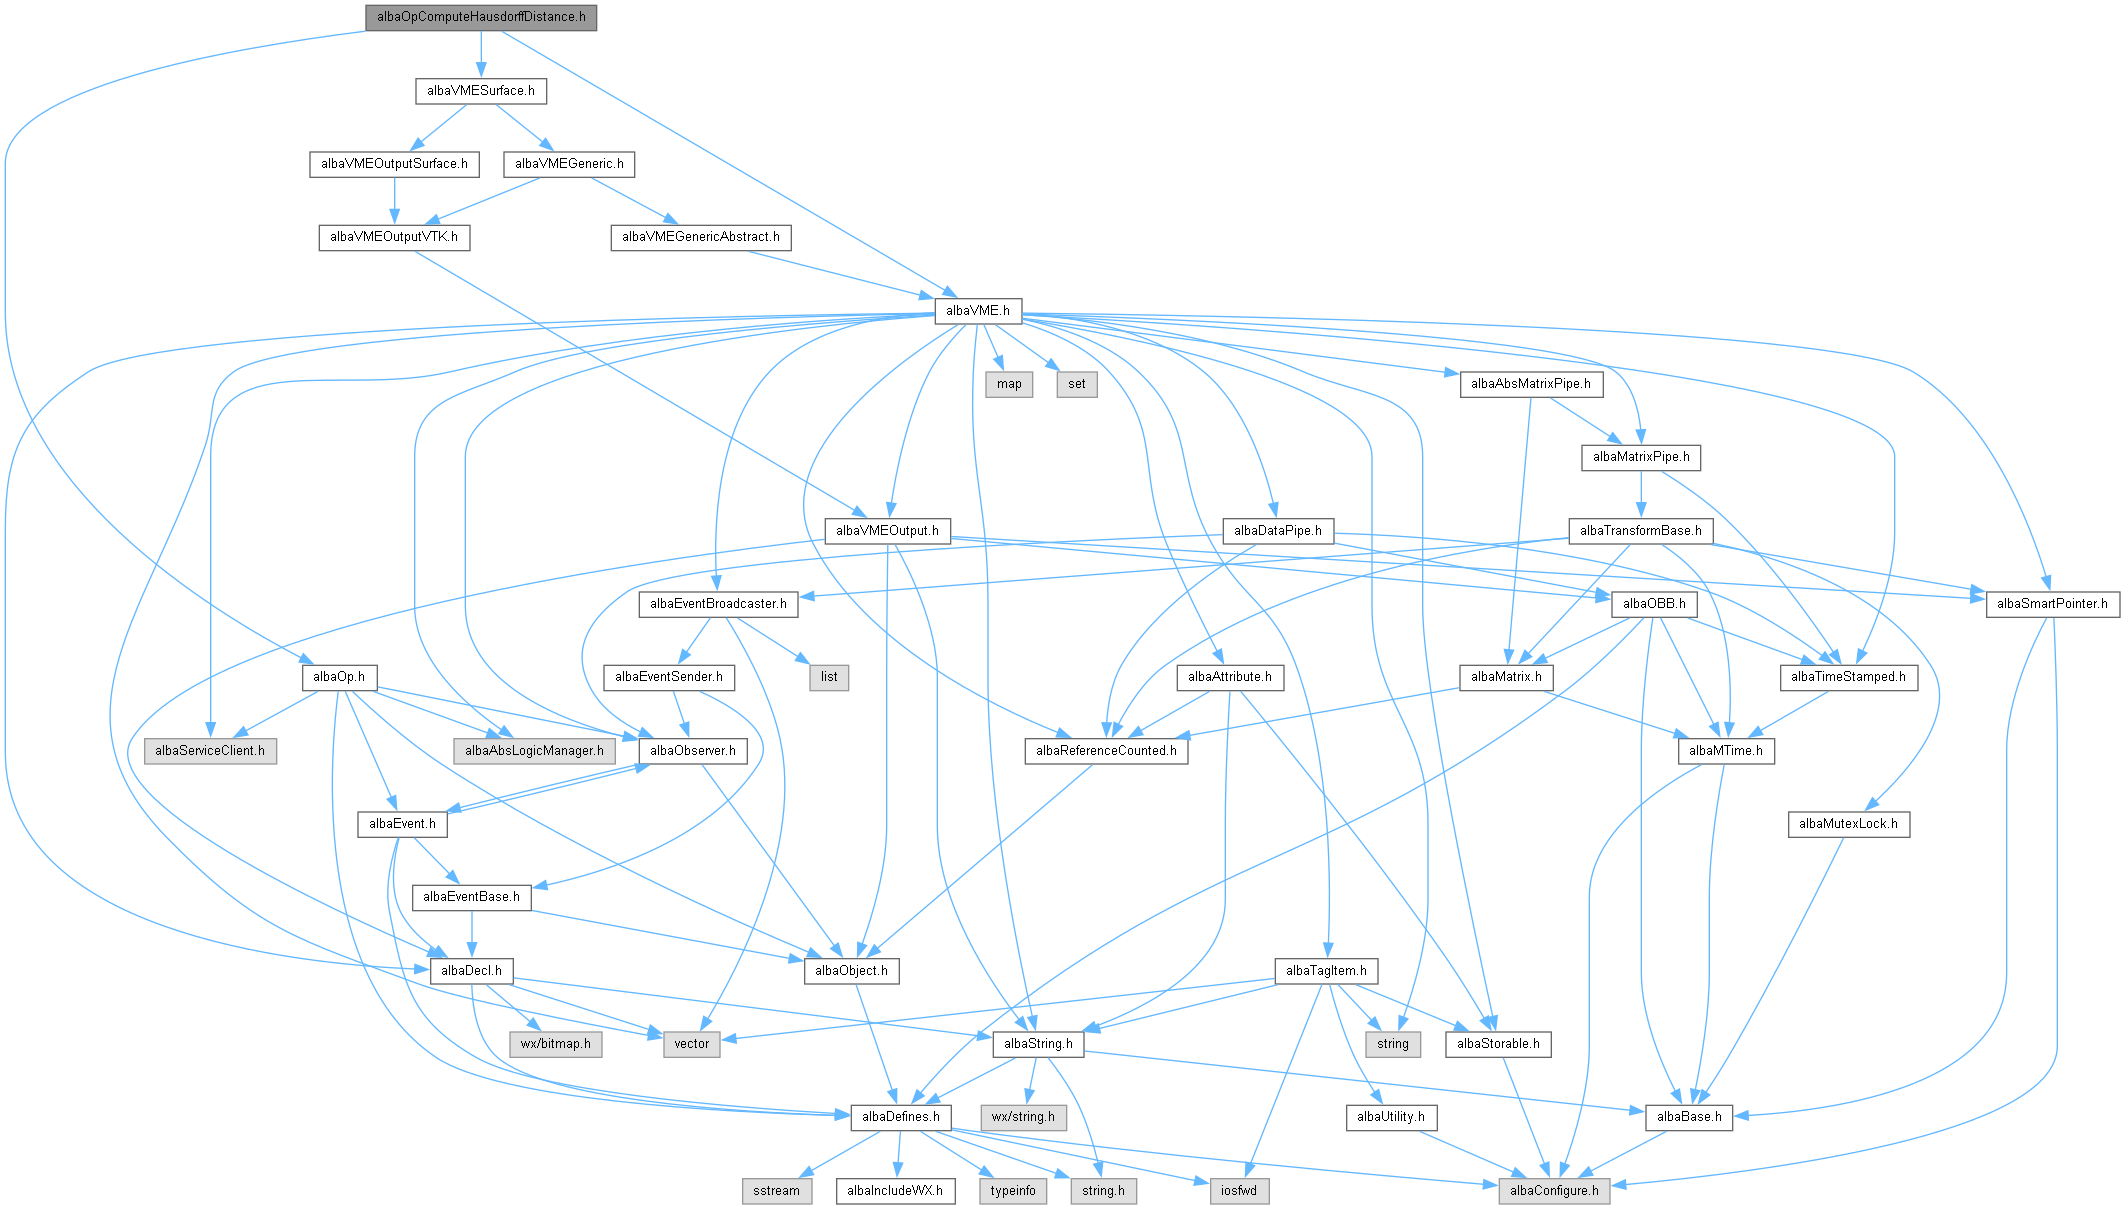 albaOpComputeHausdorffDistance.h
albaVMESurface.h
albaVMEOutputSurface.h
albaVMEGeneric.h
albaVMEOutputVTK.h
albaVMEGenericAbstract.h
albaVME.h
map
set
albaAbsMatrixPipe.h
albaMatrixPipe.h
albaVMEOutput.h
albaDataPipe.h
albaTransformBase.h
albaEventBroadcaster.h
albaOBB.h
albaSmartPointer.h
albaOp.h
albaEventSender.h
list
albaAttribute.h
albaMatrix.h
albaTimeStamped.h
albaServiceClient.h
albaAbsLogicManager.h
albaObserver.h
albaReferenceCounted.h
albaMTime.h
albaEvent.h
albaMutexLock.h
albaEventBase.h
albaDecl.h
albaObject.h
albaTagItem.h
wx/bitmap.h
vector
albaString.h
string
albaStorable.h
albaDefines.h
wx/string.h
albaUtility.h
albaBase.h
sstream
albaIncludeWX.h
typeinfo
string.h
iosfwd
albaConfigure.h